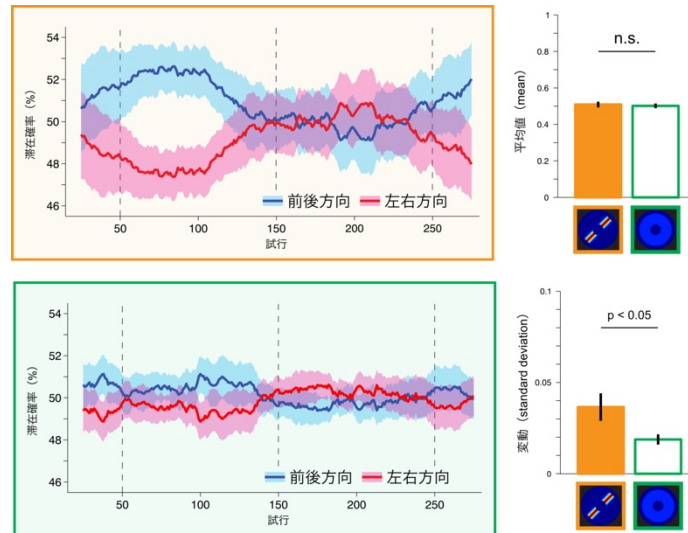 54
52
50
48
46
滞在確率（%）
前後方向
左右方向
50
100
150
200
250
試行
1
0.8
0.6
0.4
0.2
0
平均値（mean）
n.s.
54
52
50
48
46
滞在確率（%）
前後方向
左右方向
50
100
150
200
250
試行
0.1
0.05
0
変動（standard deviation）
p < 0.05